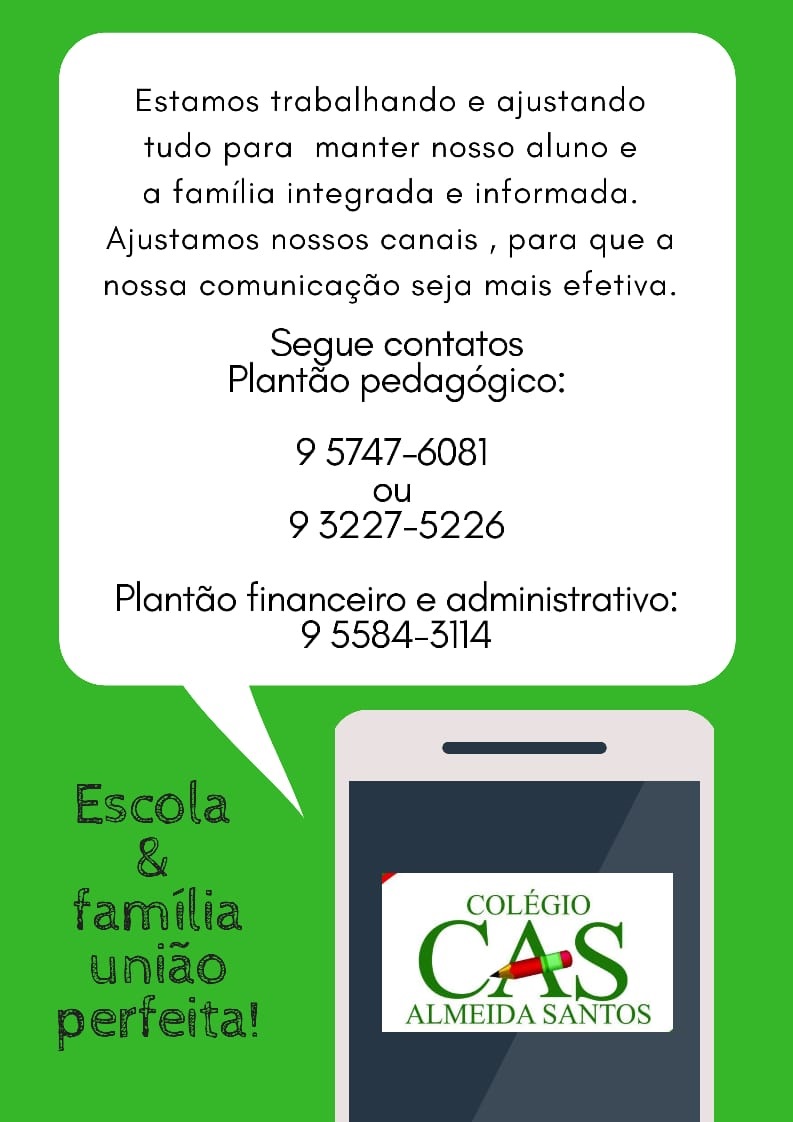 Estamos trabalhando e ajustando
tudo para manter nosso aluno e
a família integrada e informada.
Ajustamos nossos canais , para que a
nossa comunicação seja mais efetiva.
Segue contatos
Plantão pedagógico:
9 5747-6081
ou
9 3227-5226
Plantão financeiro e administrativo:
9 5584-3114
Escola
&
família
união
perfeita!
COLÉGIO
CAS
ALMEIDA SANTOS